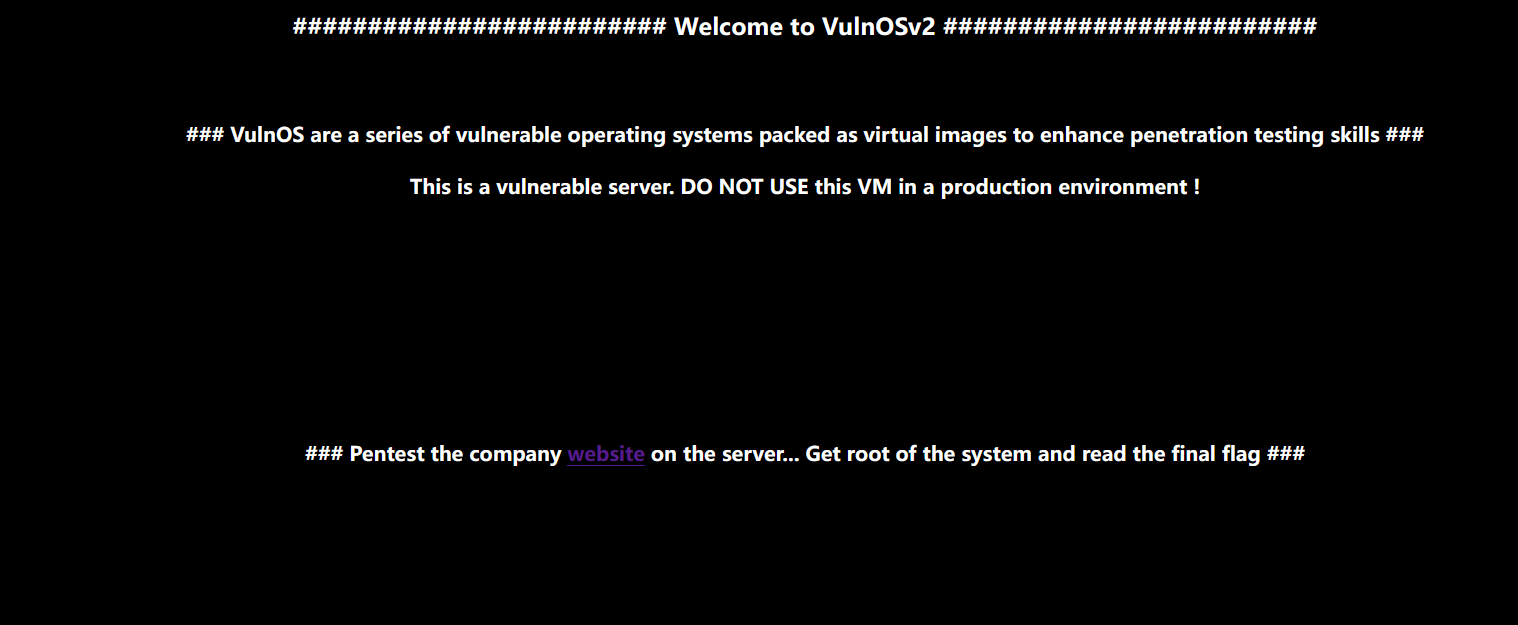 ######################### Welcome to VulnOSv2 #########################
### VulnOS are a series of vulnerable operating systems packed as virtual images to enhance penetration testing skills ###
This is a vulnerable server. DO NOT USE this VM in a production environment !
### Pentest the company website on the server... Get root of the system and read the final flag ###